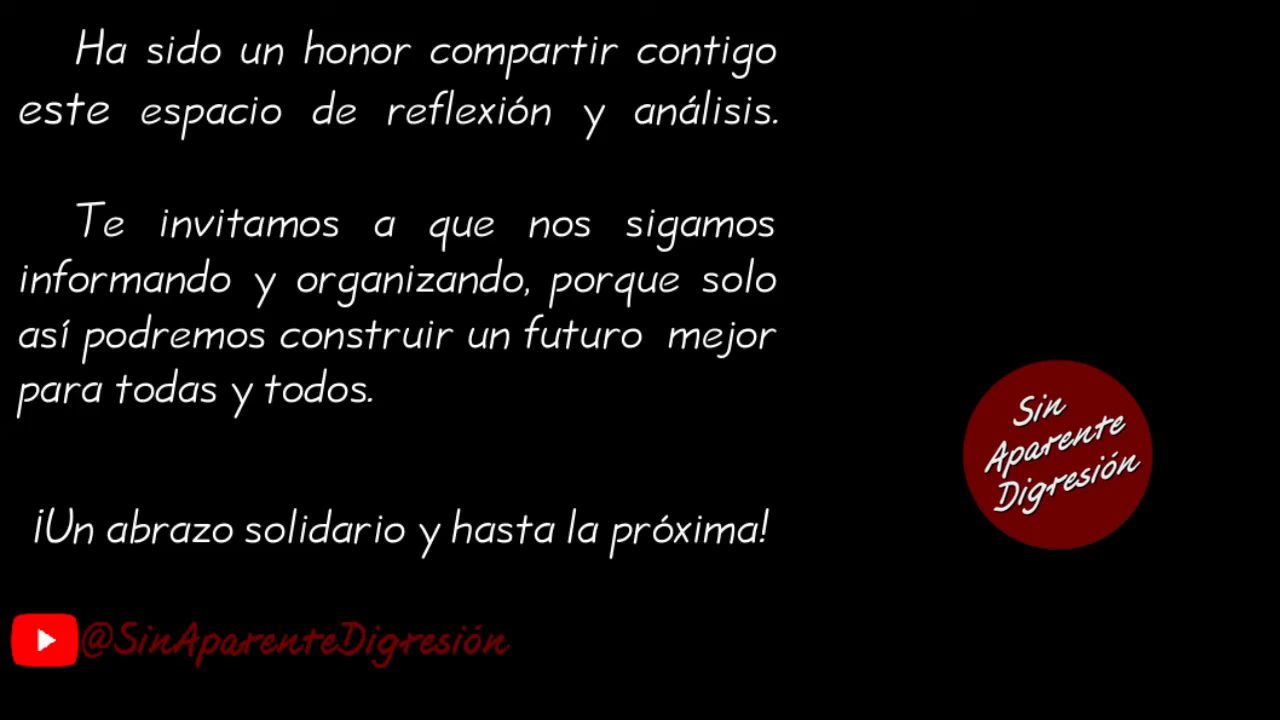 Ha sido un honor compartir contigo
este espacio de reflexión y análisis.
Te invitamos a que nos sigamos
informando y organizando, porque solo
así podremos construir un futuro mejor
para todas y todos.
¡Un abrazo solidario y hasta la próxima!
@SinAparenteDigresión
Sin
Aparente
Digresión